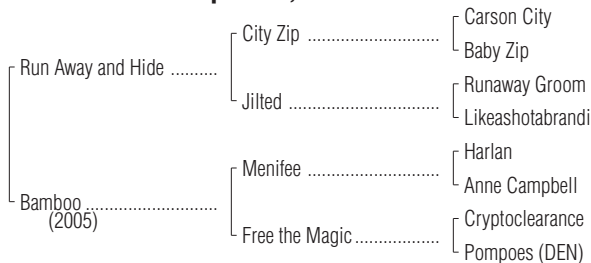 Carson City
City Zip
Baby Zip
Run Away and Hide
Runaway Groom
Jilted
Likeashotabrandi
Harlan
Menifee
Anne Campbell
Bamboo
(2005)
Cryptoclearance
Free the Magic
Pompoes (DEN)